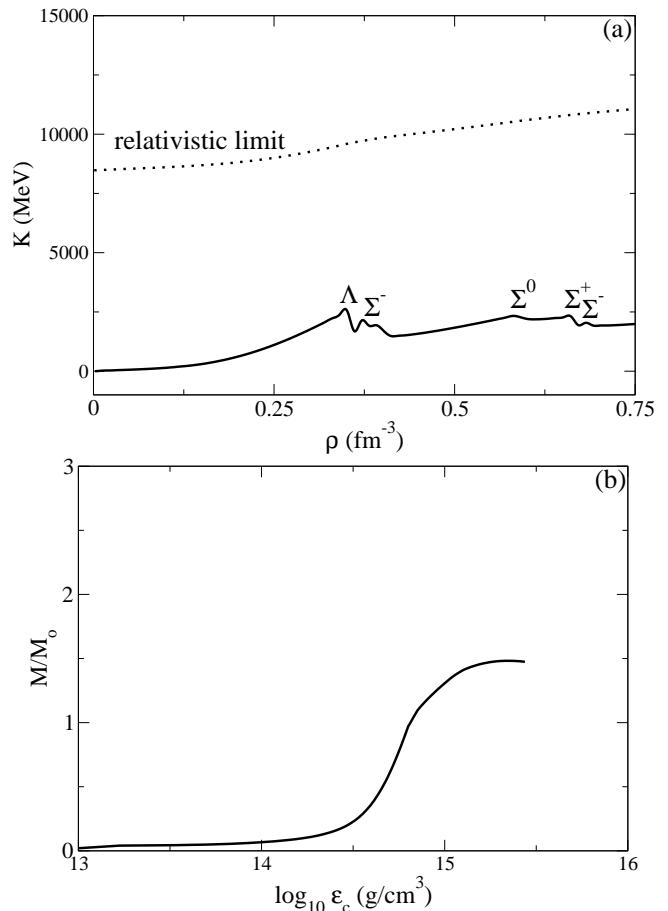 (a)
15000
10000
5000
0
K (MeV)
relativistic limit
Λ Σ⁻ Σ⁰ Σ⁺ Σ⁻
0 0.25 0.5 0.75
ρ (fm⁻³)
(b)
3
2
1
0
M/M₀
13 14 15 16
log₁₀ ε_c (g/cm³)